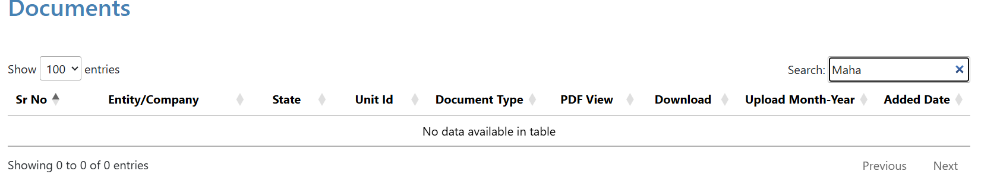 Documents
Show 100 entries Search: Maha
Sr No Entity/Company State Unit Id Document Type PDF View Download Upload Month-Year Added Date
No data available in table
Showing 0 to 0 of 0 entries Previous Next